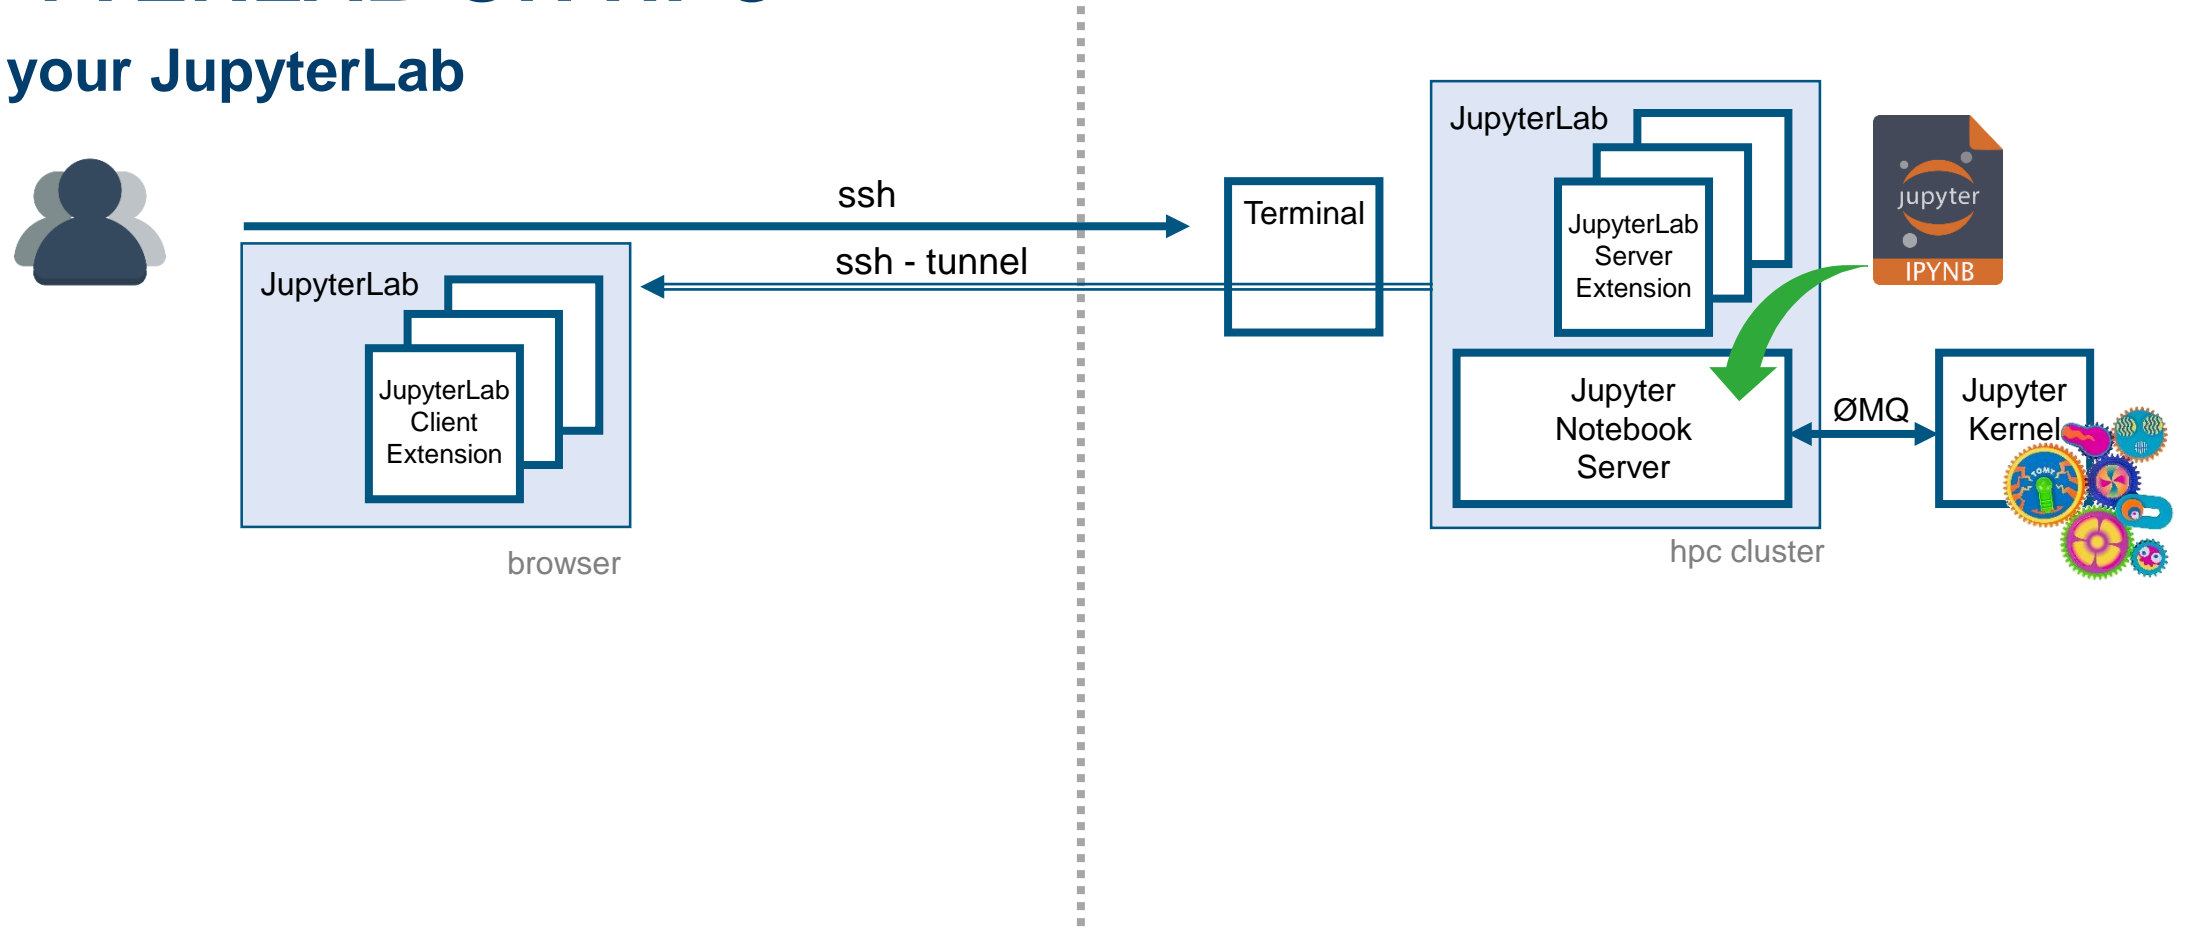 your JupyterLab
ssh
ssh - tunnel
JupyterLab
JupyterLab
Client
Extension
browser
Terminal
JupyterLab
JupyterLab
Server
Extension
Jupyter
Notebook
Server
hpc cluster
jupyter
IPYNB
ØMQ
Jupyter
Kernel
TOMY